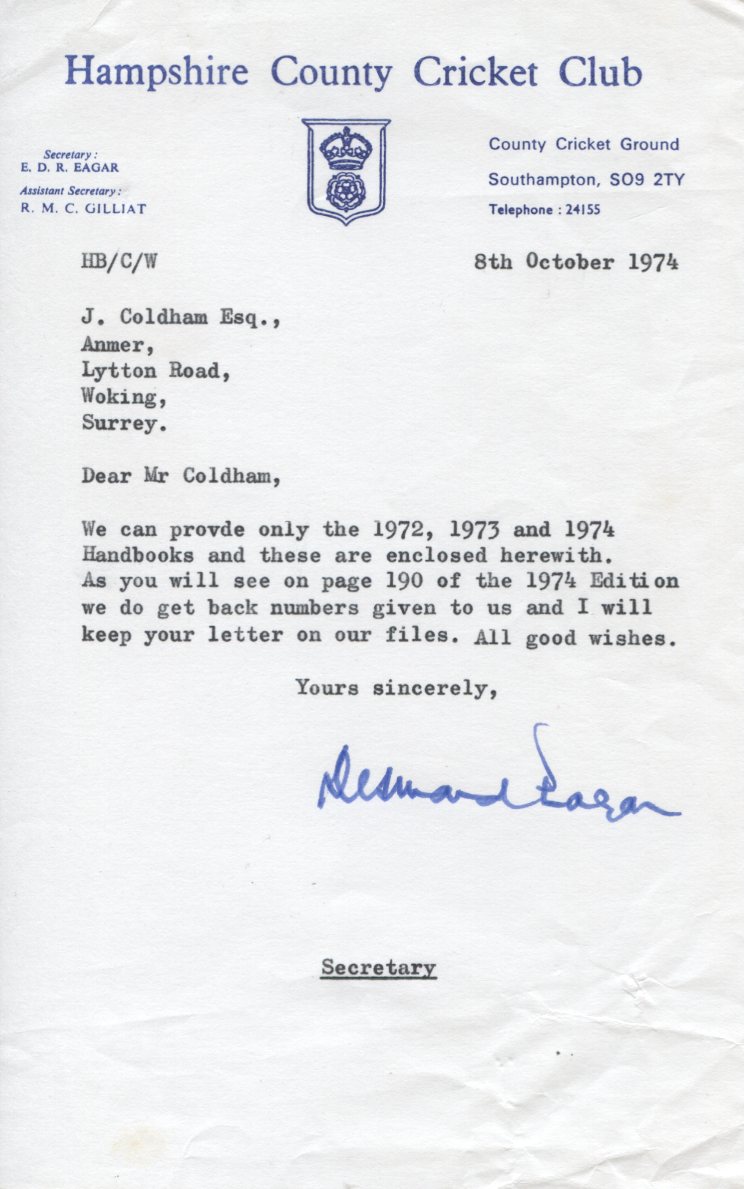 Hampshire County Cricket Club
Secretary :
E. D. R. EAGAR
Assistant Secretary :
R. M. C. GILLIAT
County Cricket Ground
Southampton, SO9 2TY
Telephone : 24155
HB/C/W
8th October 1974
J. Coldham Esq.,
Anmer,
Lytton Road,
Woking,
Surrey.
Dear Mr Coldham,
We can provde only the 1972, 1973 and 1974
Handbooks and these are enclosed herewith.
As you will see on page 190 of the 1974 Edition
we do get back numbers given to us and I will
keep your letter on our files. All good wishes.
Yours sincerely,
Desmond Eagar
Secretary